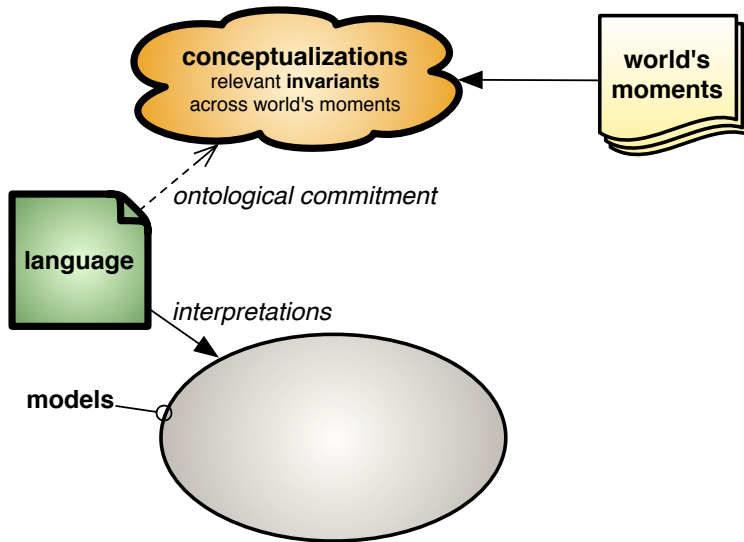 conceptualizations
relevant invariants
across world's moments
world's
moments
ontological commitment
language
interpretations
models